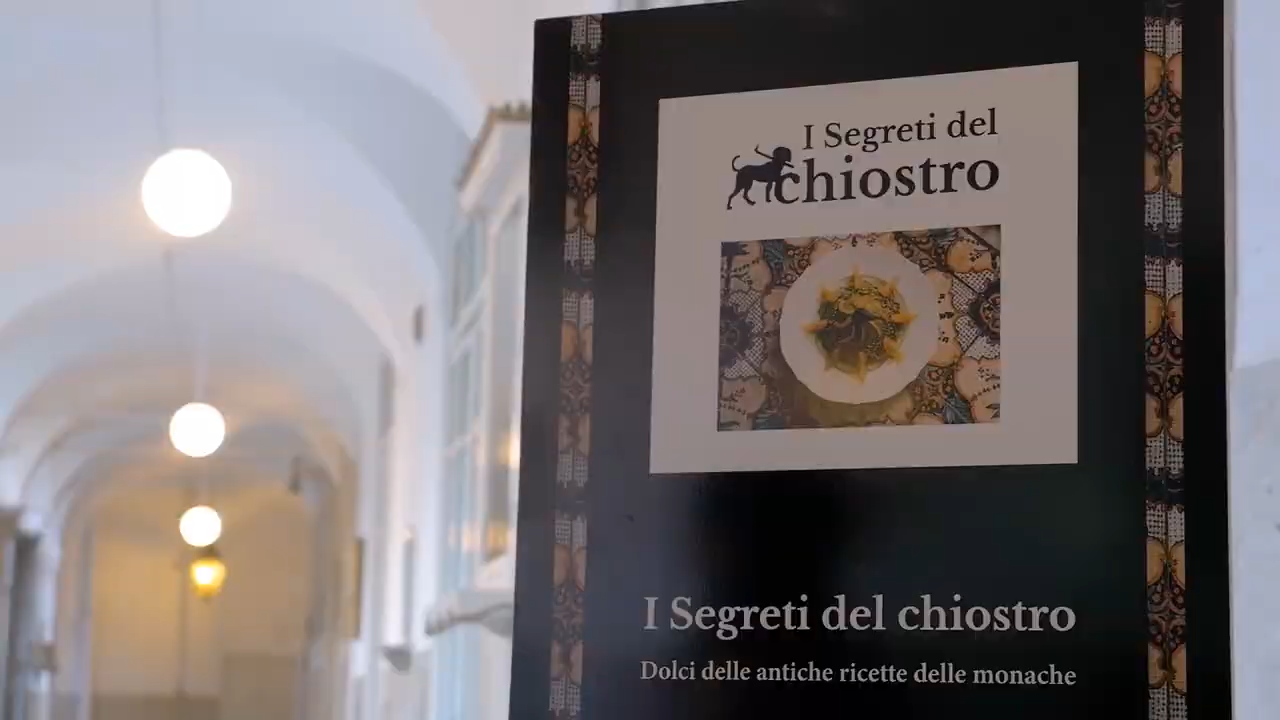 I Segreti del
chiostro
I Segreti del chiostro
Dolci delle antiche ricette delle monache